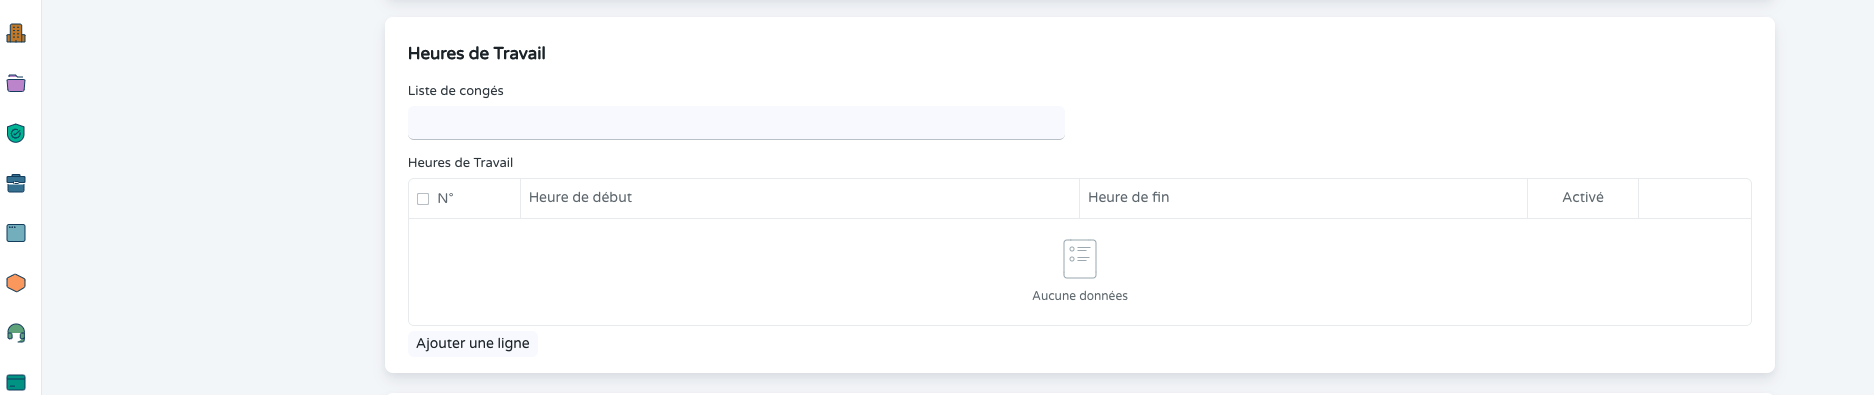 Heures de Travail
Liste de congés
Heures de Travail
N° Heure de début Heure de fin Activé
Aucune données
Ajouter une ligne